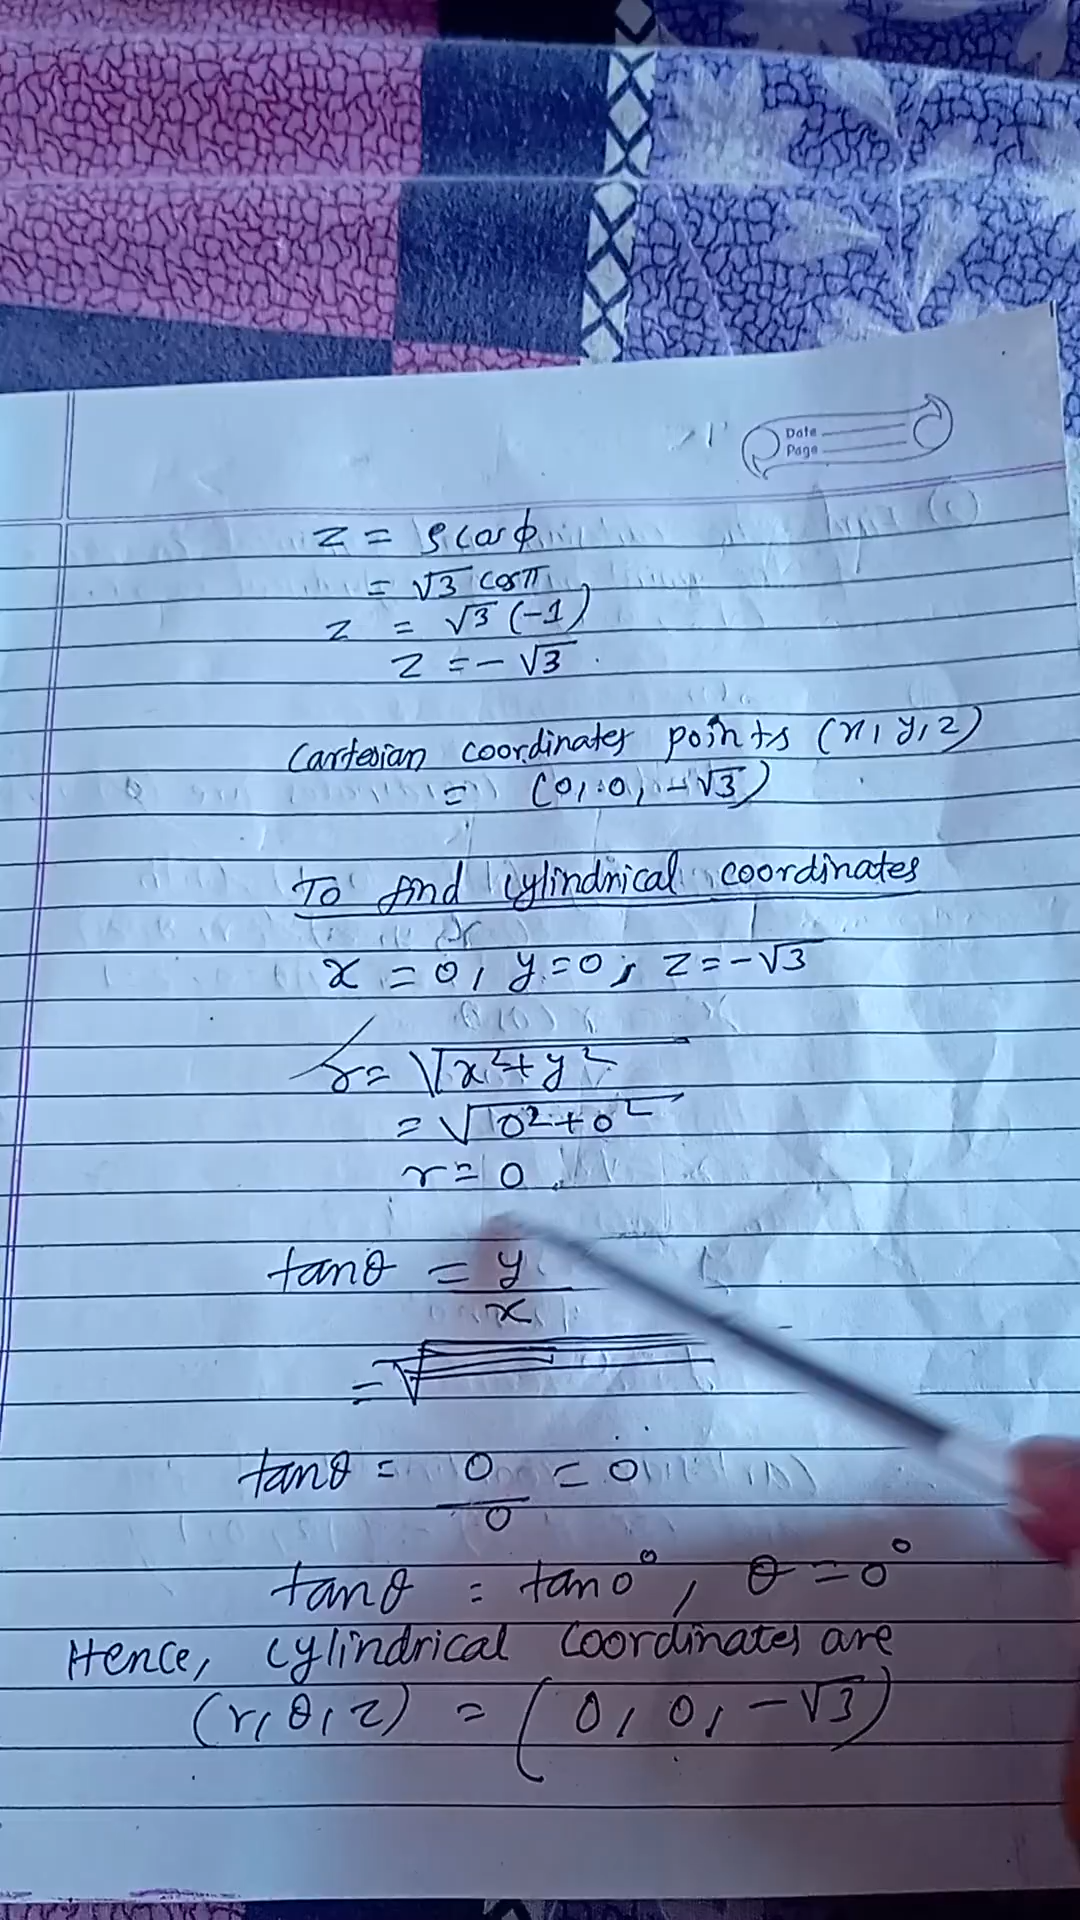 Date
Page
z = ρ cos ϕ
= √3 cos π
z = √3 (-1)
z = - √3 .
Cartesian coordinates points (x, y, z)
= (0, 0, -√3)
To find cylindrical coordinates
x = 0, y = 0, z = -√3
r = √x²+y²
= √0²+0²
r = 0
tanθ = y/x
= √
tanθ = 0/0 = 0
tanθ = tan0°, θ = 0°
Hence, cylindrical coordinates are
(r, θ, z) = (0, 0, -√3)